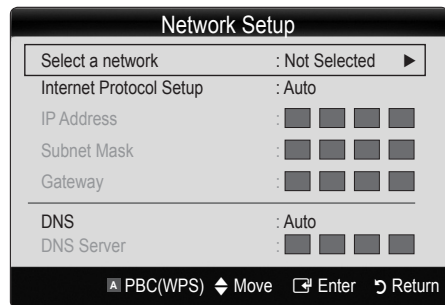 Network Setup
Select a network : Not Selected ▶
Internet Protocol Setup : Auto
IP Address :
Subnet Mask :
Gateway :
DNS : Auto
DNS Server :
A PBC(WPS) Move Enter Return